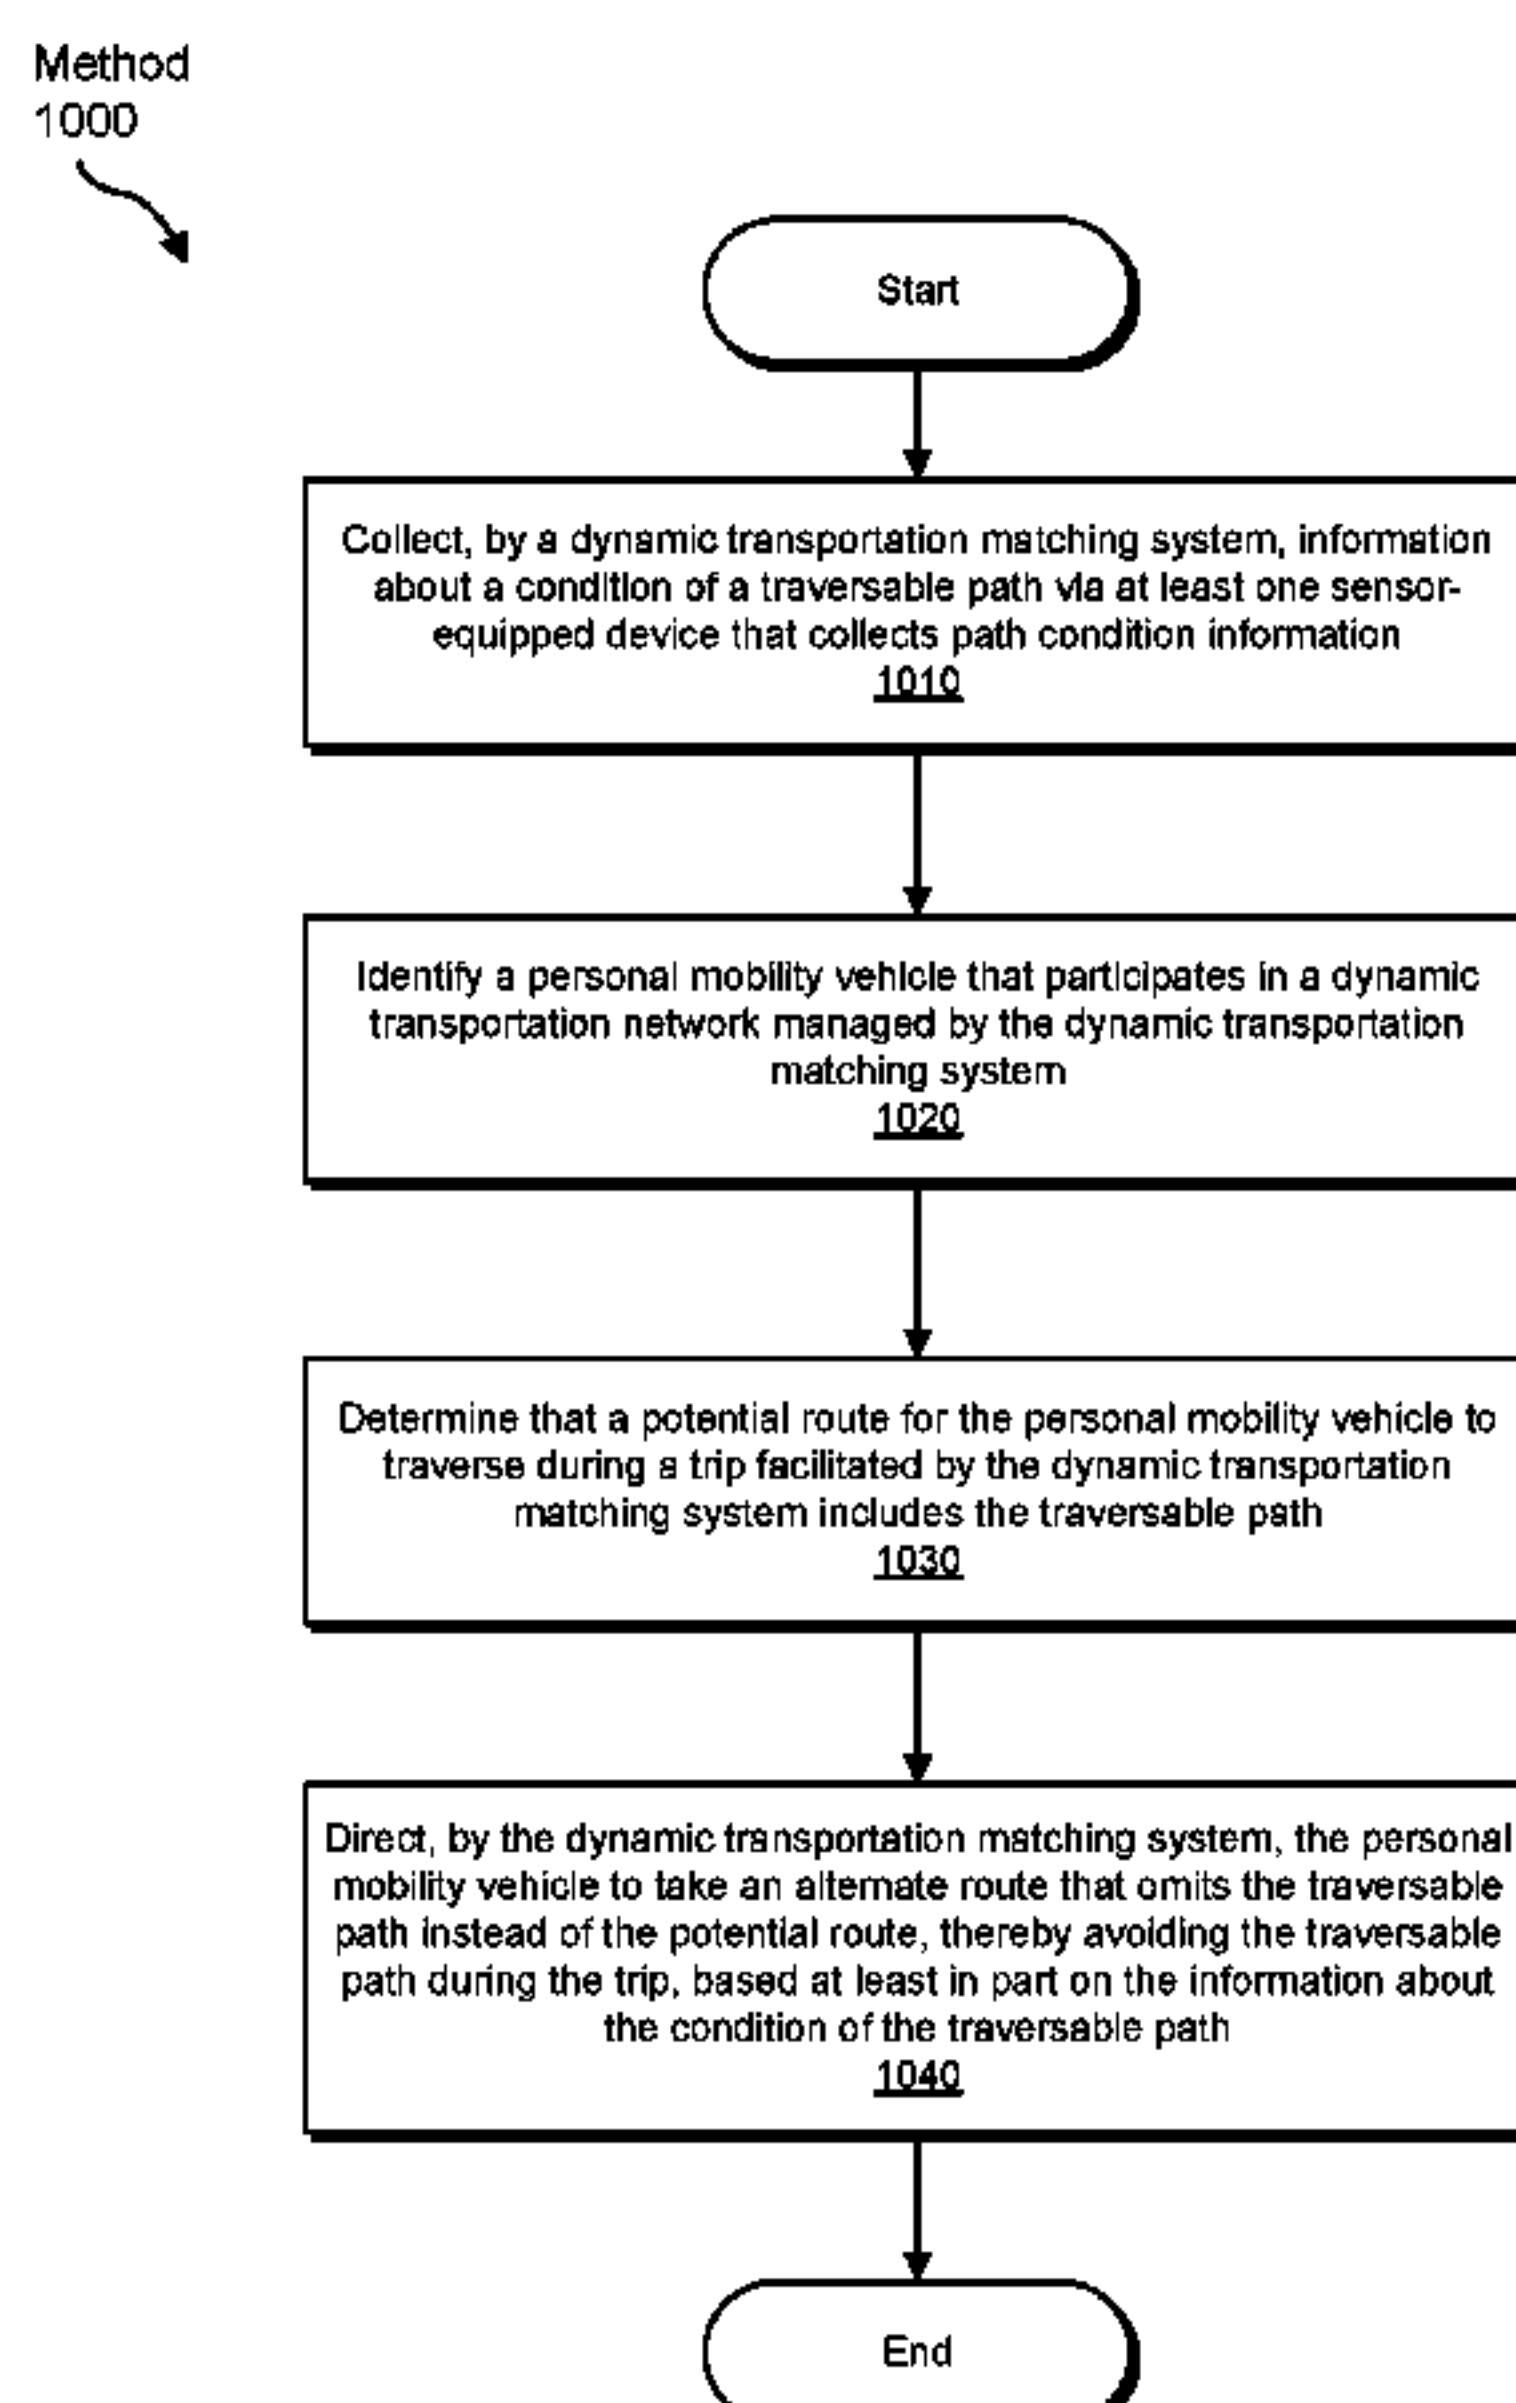 Method
1000
Start
Collect, by a dynamic transportation matching system, information
about a condition of a traversable path via at least one sensor-
equipped device that collects path condition information
1010
Identify a personal mobility vehicle that participates in a dynamic
transportation network managed by the dynamic transportation
matching system
1020
Determine that a potential route for the personal mobility vehicle to
traverse during a trip facilitated by the dynamic transportation
matching system includes the traversable path
1030
Direct, by the dynamic transportation matching system, the personal
mobility vehicle to take an alternate route that omits the traversable
path instead of the potential route, thereby avoiding the traversable
path during the trip, based at least in part on the information about
the condition of the traversable path
1040
End